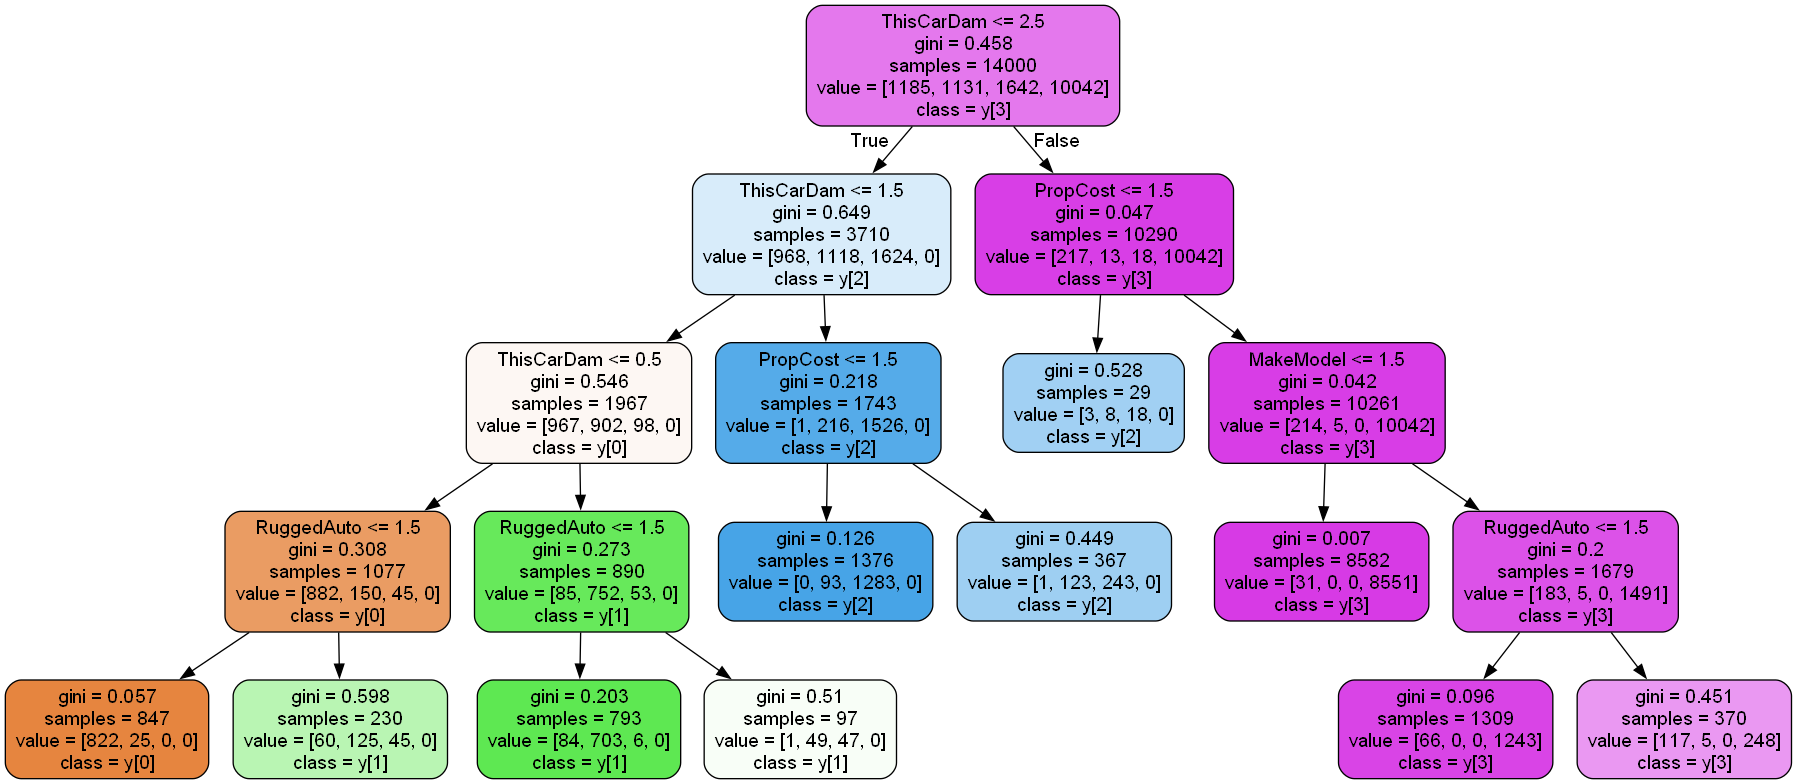 ThisCarDam <= 2.5
gini = 0.458
samples = 14000
value = [1185, 1131, 1642, 10042]
class = y[3]
True
False
ThisCarDam <= 1.5
gini = 0.649
samples = 3710
value = [968, 1118, 1624, 0]
class = y[2]
PropCost <= 1.5
gini = 0.047
samples = 10290
value = [217, 13, 18, 10042]
class = y[3]
ThisCarDam <= 0.5
gini = 0.546
samples = 1967
value = [967, 902, 98, 0]
class = y[0]
PropCost <= 1.5
gini = 0.218
samples = 1743
value = [1, 216, 1526, 0]
class = y[2]
gini = 0.528
samples = 29
value = [3, 8, 18, 0]
class = y[2]
MakeModel <= 1.5
gini = 0.042
samples = 10261
value = [214, 5, 0, 10042]
class = y[3]
RuggedAuto <= 1.5
gini = 0.308
samples = 1077
value = [882, 150, 45, 0]
class = y[0]
RuggedAuto <= 1.5
gini = 0.273
samples = 890
value = [85, 752, 53, 0]
class = y[1]
gini = 0.126
samples = 1376
value = [0, 93, 1283, 0]
class = y[2]
gini = 0.449
samples = 367
value = [1, 123, 243, 0]
class = y[2]
gini = 0.007
samples = 8582
value = [31, 0, 0, 8551]
class = y[3]
RuggedAuto <= 1.5
gini = 0.2
samples = 1679
value = [183, 5, 0, 1491]
class = y[3]
gini = 0.057
samples = 847
value = [822, 25, 0, 0]
class = y[0]
gini = 0.598
samples = 230
value = [60, 125, 45, 0]
class = y[1]
gini = 0.203
samples = 793
value = [84, 703, 6, 0]
class = y[1]
gini = 0.51
samples = 97
value = [1, 49, 47, 0]
class = y[1]
gini = 0.096
samples = 1309
value = [66, 0, 0, 1243]
class = y[3]
gini = 0.451
samples = 370
value = [117, 5, 0, 248]
class = y[3]